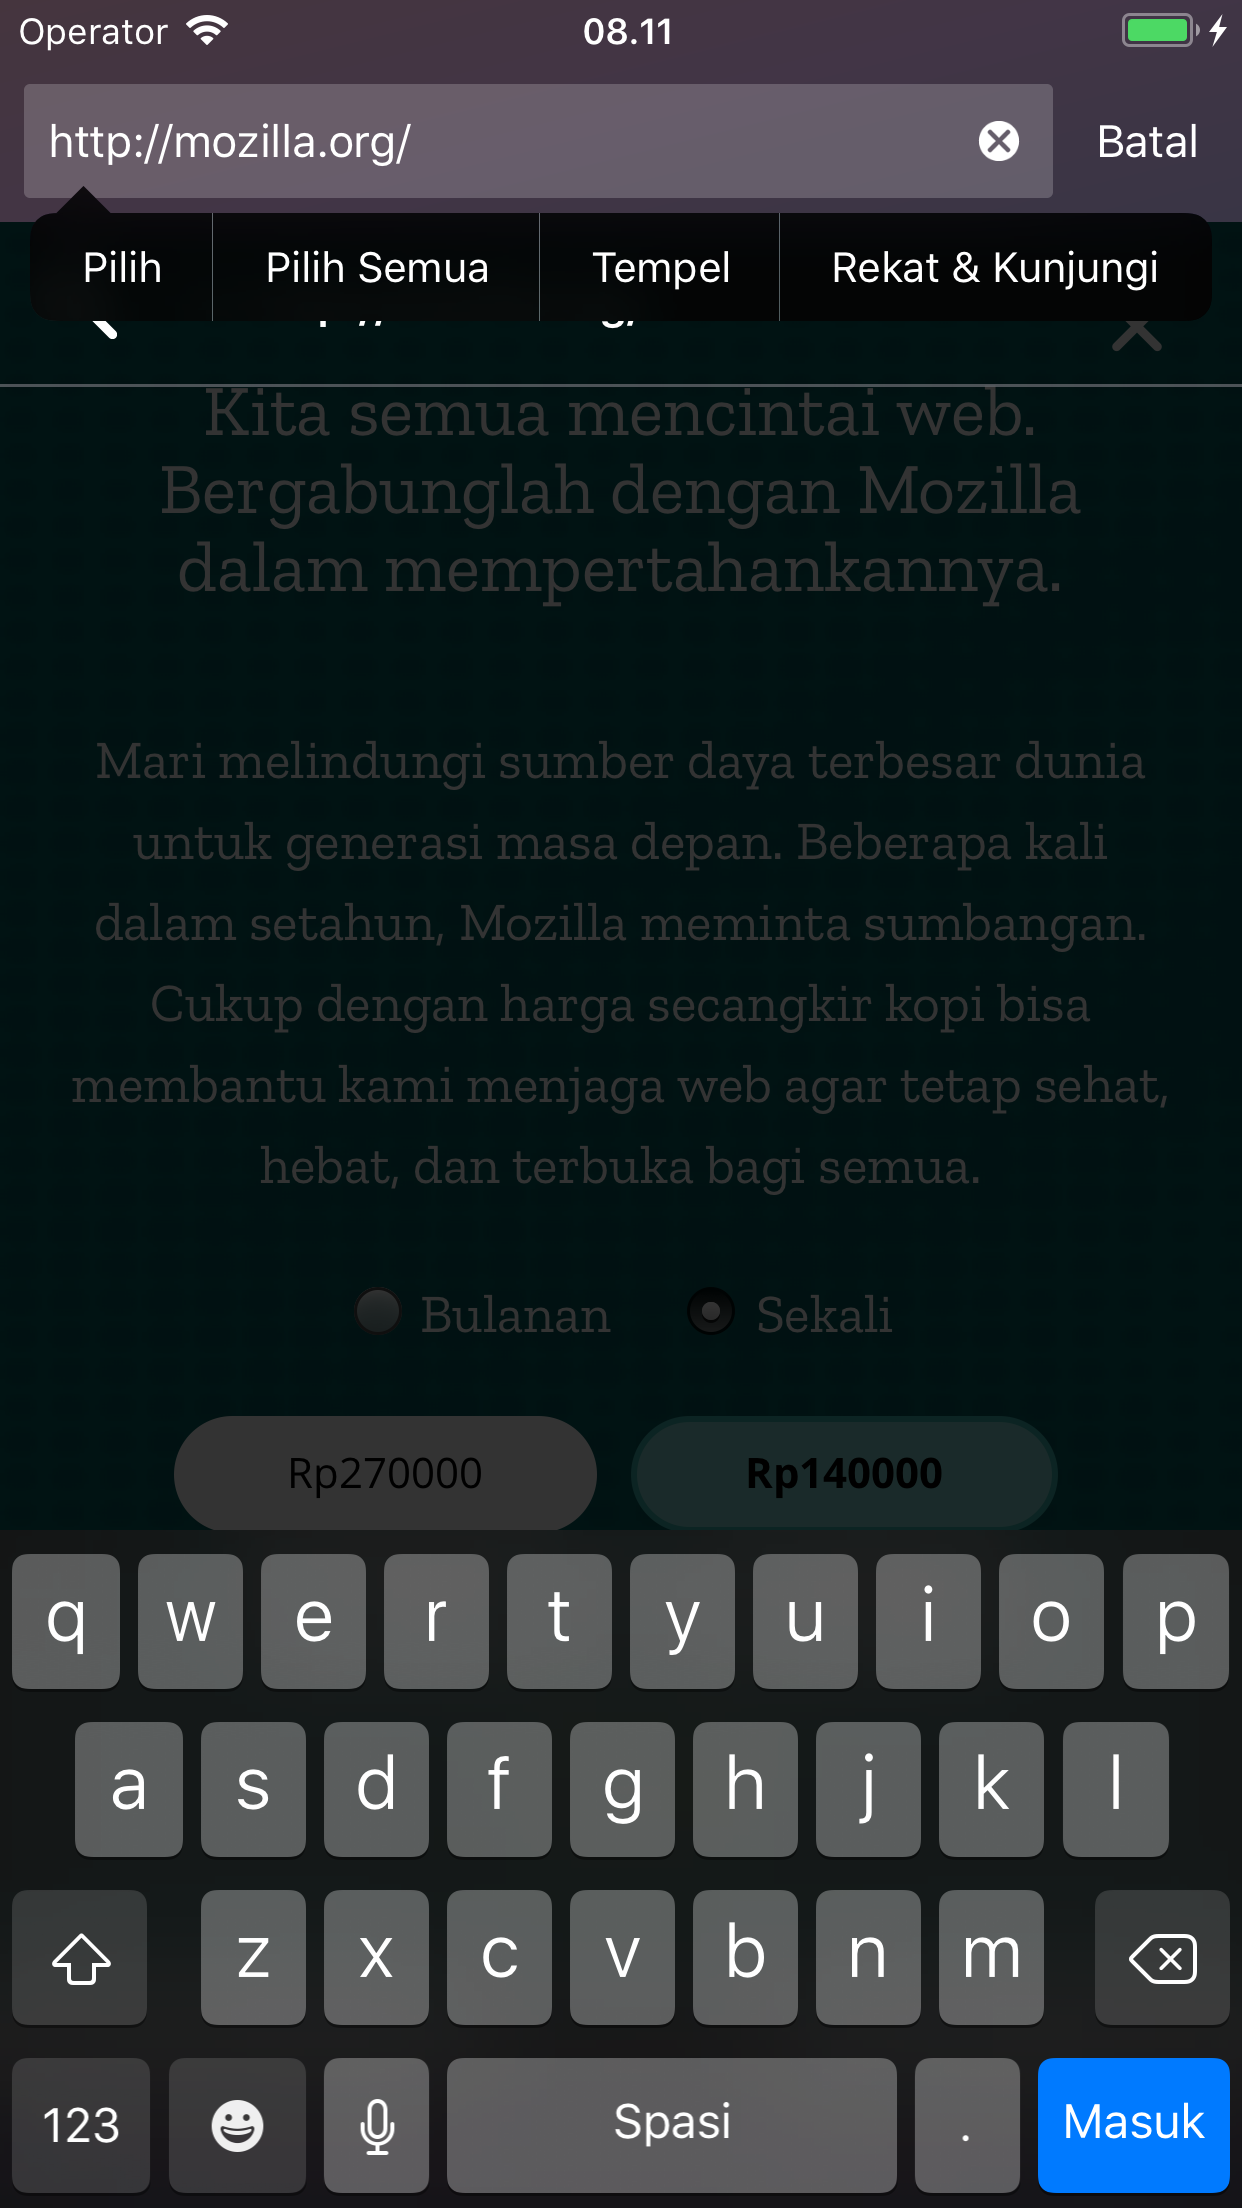 Operator 08.11
http://mozilla.org/ Batal
Pilih Pilih Semua Tempel Rekat & Kunjungi
Kita semua mencintai web.
Bergabunglah dengan Mozilla
dalam mempertahankannya.
Mari melindungi sumber daya terbesar dunia
untuk generasi masa depan. Beberapa kali
dalam setahun, Mozilla meminta sumbangan.
Cukup dengan harga secangkir kopi bisa
membantu kami menjaga web agar tetap sehat,
hebat, dan terbuka bagi semua.
Bulanan Sekali
Rp270000 Rp140000
q w e r t y u i o p
a s d f g h j k l
z x c v b n m
123 Spasi . Masuk